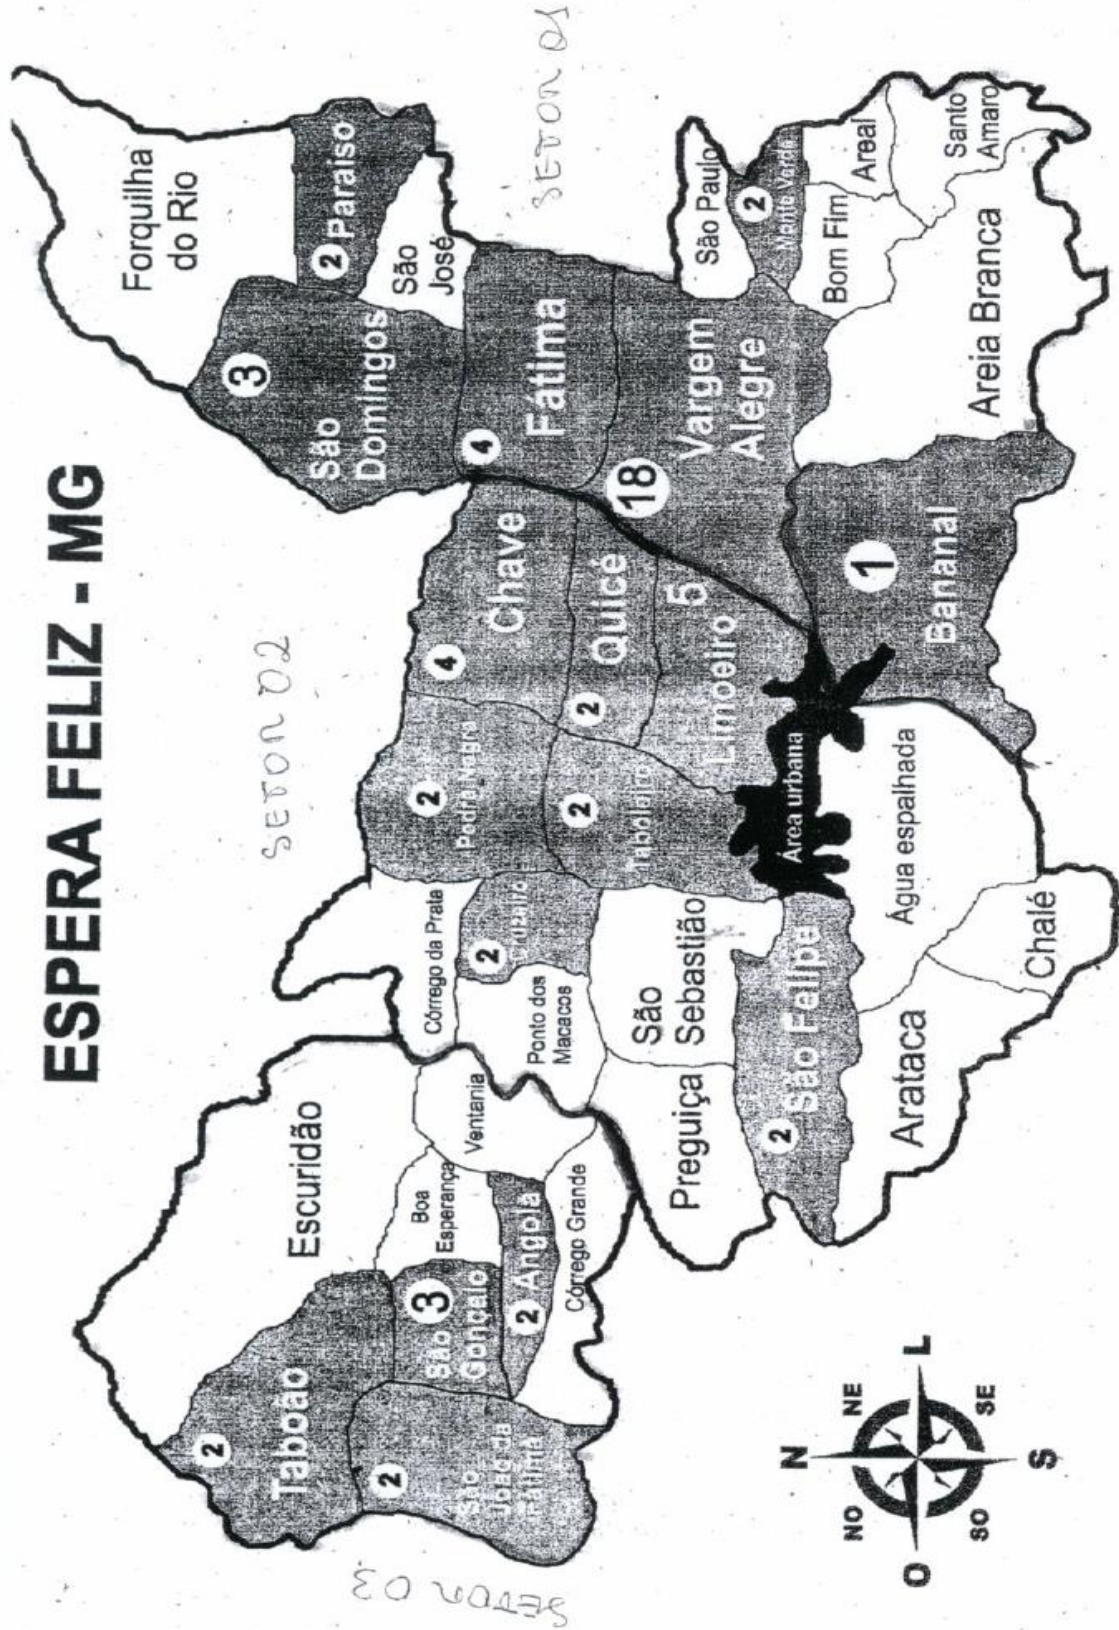 ESPERA FELIZ - MG
SETOR 03
SETOR 02
SETOR 01
Forquilha
do Rio
2 Paraíso
São
José
3
São
Domingos
4
Fátima
18
Vargem
Alegre
São Paulo
2
Monte Verde
Areal
Bom Fim
Santo
Amaro
Areia Branca
1
Bananal
4
Chave
2
Quicé
5
Limoeiro
2
Pedra Negra
2
Taboleiro
Área urbana
Água espalhada
Chalé
Arataca
2 São Felipe
São
Sebastião
Preguiça
2
Córrego da Prata
Ponto dos
Macacos
Ventania
Escuridão
Boa
Esperança
2 Angola
Córrego Grande
São 3
Gonçalo
2
Taboão
2
São
João da
Fátima
N
NE
L
SE
S
SO
O
NO